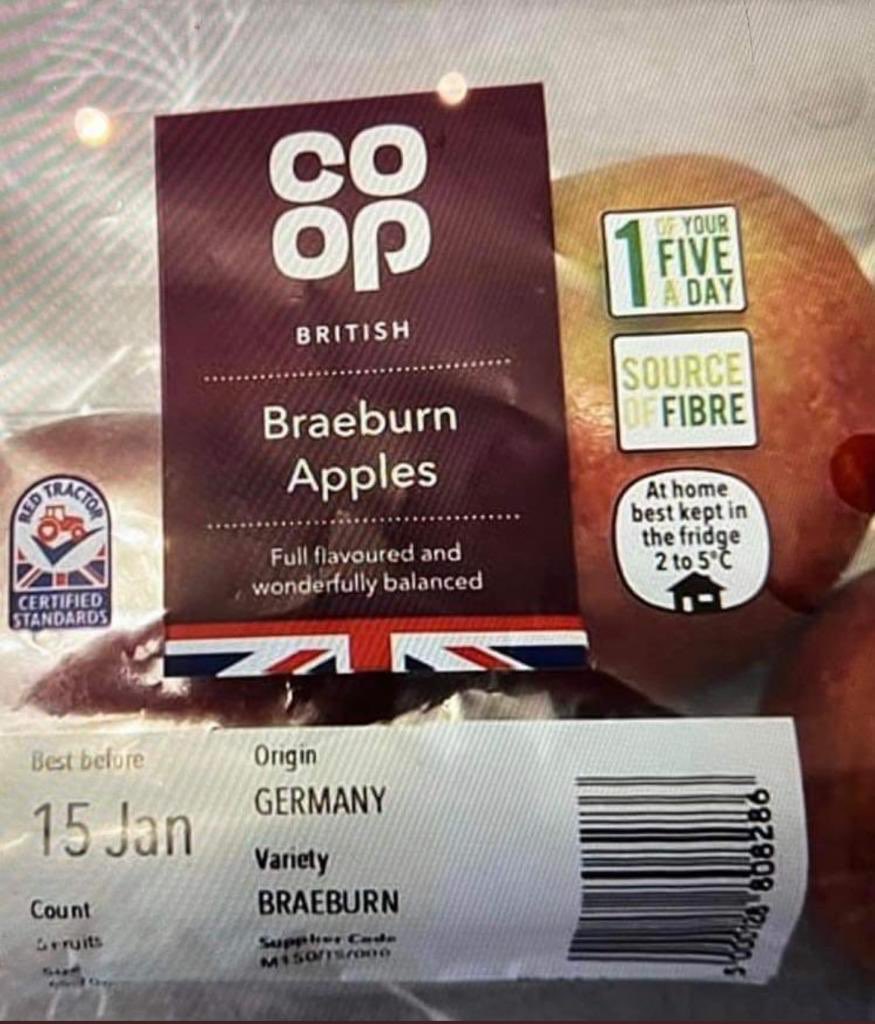 CO
OP
BRITISH
Braeburn
Apples
Full flavoured and
wonderfully balanced
1 OF YOUR
FIVE
A DAY
SOURCE
OF FIBRE
At home
best kept in
the fridge
2 to 5°C
RED TRACTOR
CERTIFIED
STANDARDS
Best before
15 Jan
Count
Origin
GERMANY
Variety
BRAEBURN
Supplier Code
808286